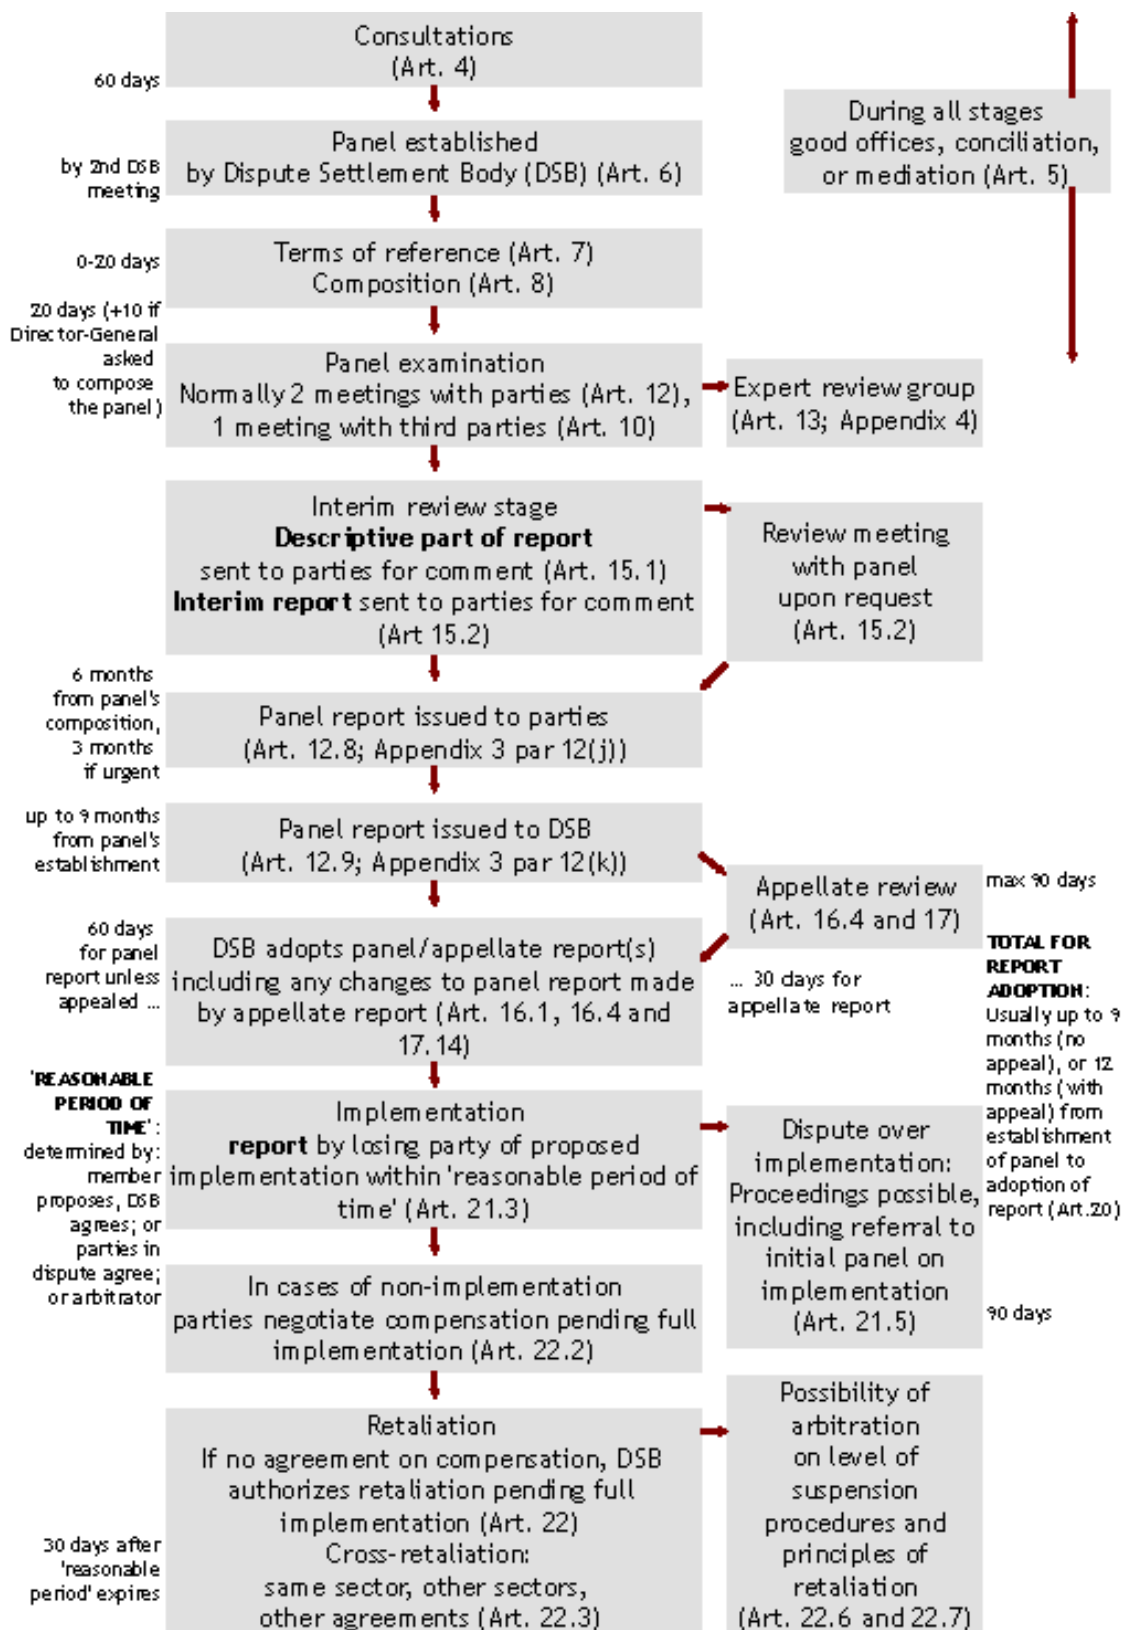 Consultations
(Art. 4)
60 days
During all stages
good offices, conciliation,
or mediation (Art. 5)
Panel established
by Dispute Settlement Body (DSB) (Art. 6)
by 2nd DSB
meeting
Terms of reference (Art. 7)
Composition (Art. 8)
0-20 days
20 days (+10 if
Director-General
asked
to compose
the panel)
Panel examination
Normally 2 meetings with parties (Art. 12),
1 meeting with third parties (Art. 10)
Expert review group
(Art. 13; Appendix 4)
Interim review stage
Descriptive part of report
sent to parties for comment (Art. 15.1)
Interim report sent to parties for comment
(Art 15.2)
Review meeting
with panel
upon request
(Art. 15.2)
6 months
from panel's
composition,
3 months
if urgent
Panel report issued to parties
(Art. 12.8; Appendix 3 par 12(j))
up to 9 months
from panel's
establishment
Panel report issued to DSB
(Art. 12.9; Appendix 3 par 12(k))
Appellate review
(Art. 16.4 and 17)
max 90 days
60 days
for panel
report unless
appealed ...
DSB adopts panel/appellate report(s)
including any changes to panel report made
by appellate report (Art. 16.1, 16.4 and
17.14)
... 30 days for
appellate report
TOTAL FOR
REPORT
ADOPTION:
Usually up to 9
months (no
appeal), or 12
months (with
appeal) from
establishment
of panel to
adoption of
report (Art.20)
'REASONABLE
PERIOD OF
TIME':
determined by:
member
proposes, DSB
agrees; or
parties in
dispute agree;
or arbitrator
Implementation
report by losing party of proposed
implementation within 'reasonable period of
time' (Art. 21.3)
Dispute over
implementation:
Proceedings possible,
including referral to
initial panel on
implementation
(Art. 21.5)
90 days
In cases of non-implementation
parties negotiate compensation pending full
implementation (Art. 22.2)
Retaliation
If no agreement on compensation, DSB
authorizes retaliation pending full
implementation (Art. 22)
Cross-retaliation:
same sector, other sectors,
other agreements (Art. 22.3)
30 days after
'reasonable
period' expires
Possibility of
arbitration
on level of
suspension
procedures and
principles of
retaliation
(Art. 22.6 and 22.7)